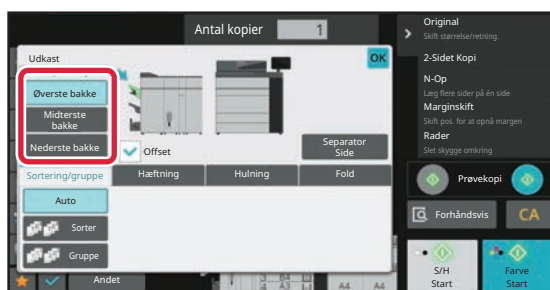 Antal kopier 1
Udkast
OK
Øverste bakke
Midterste
bakke
Nederste bakke
Offset
Separator
Side
Sortering/gruppe
Hæftning
Hulning
Fold
Auto
Sorter
Gruppe
Andet
A4 A4
Original
Skift størrelse/retning.
2-Sidet Kopi
N-Op
Læg flere sider på én side
Marginskift
Skift pos. for at opnå margen
Rader
Slet skygge omkring
Prøvekopi
Forhåndsvis
CA
S/H
Start
Farve
Start